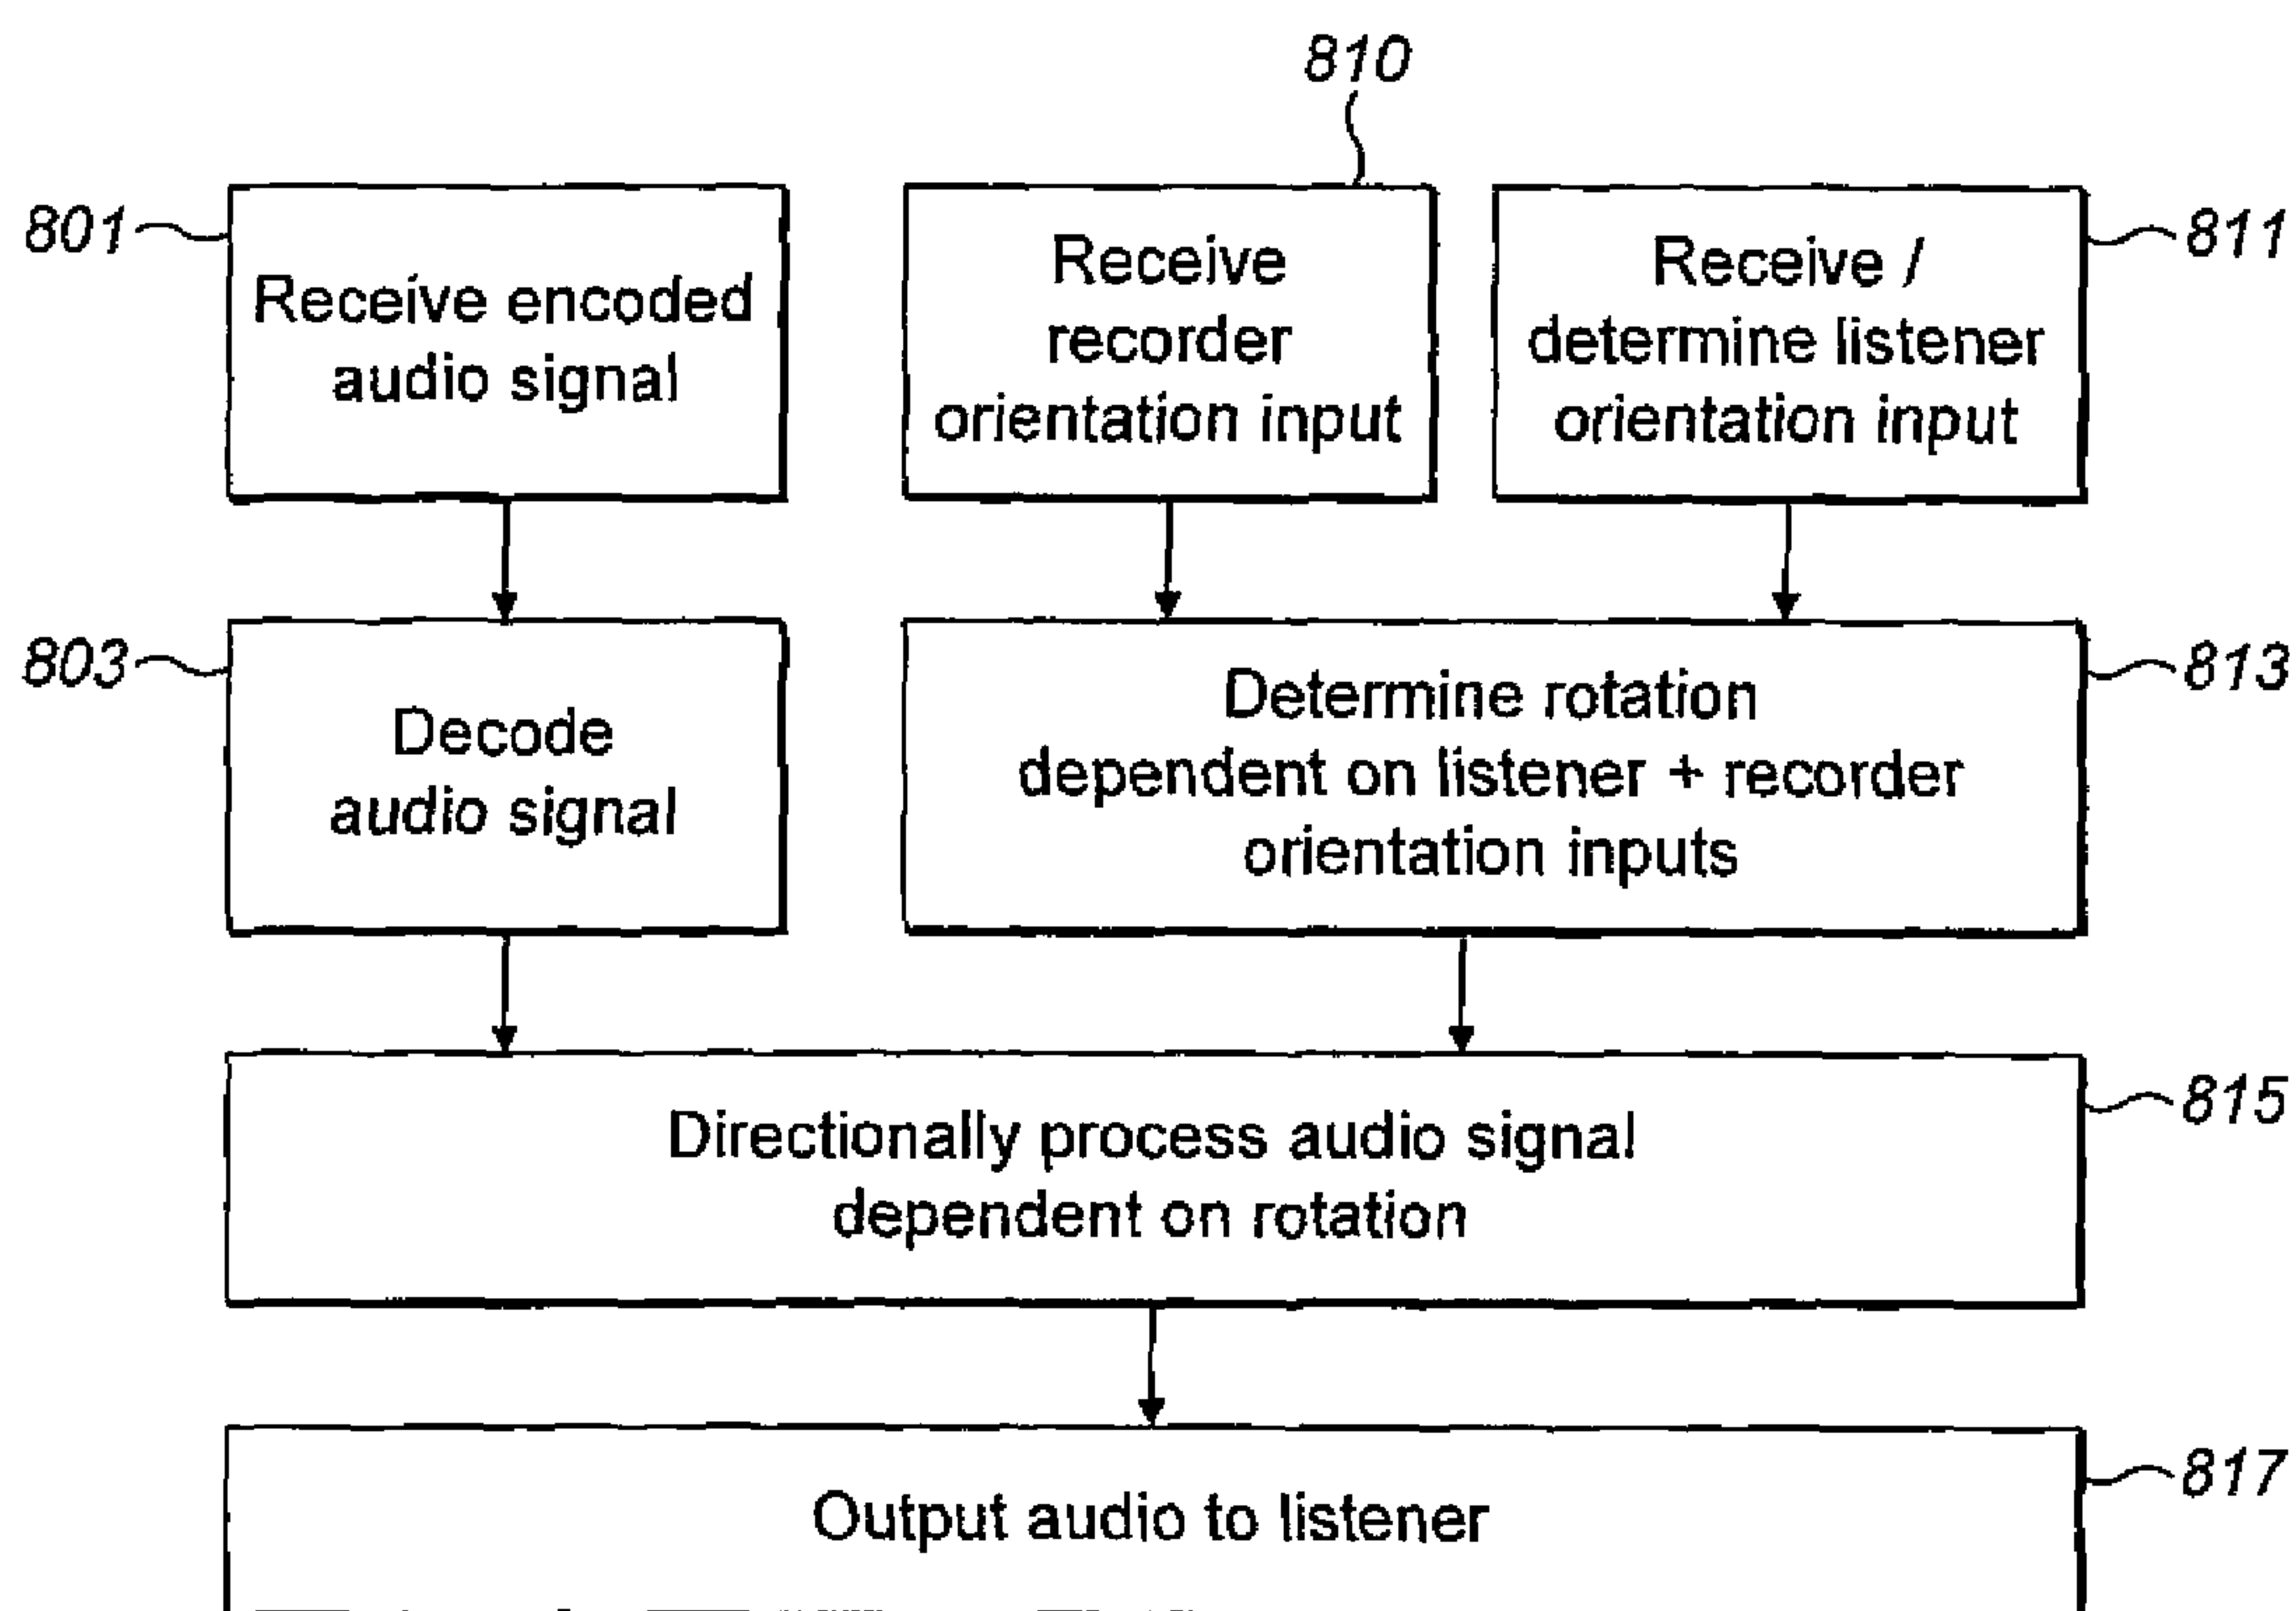 810
801
Receive encoded
audio signal
Receive
recorder
orientation input
Receive /
determine listener
orientation input
811
803
Decode
audio signal
Determine rotation
dependent on listener + recorder
orientation inputs
813
Directionally process audio signal
dependent on rotation
815
Output audio to listener
817